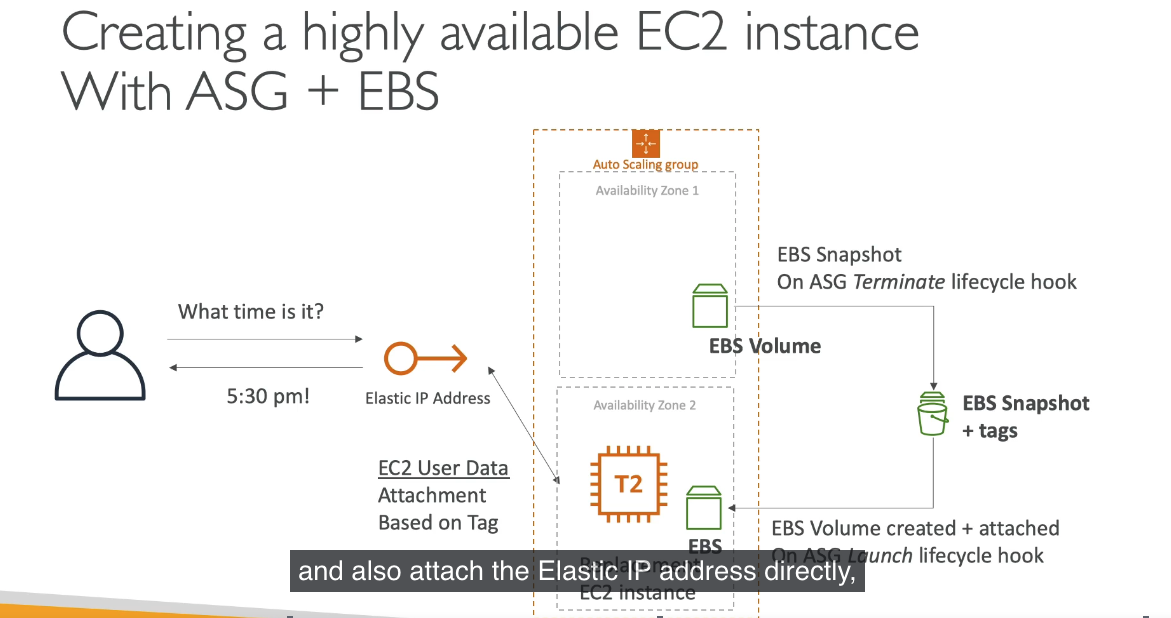 Creating a highly available EC2 instance
With ASG + EBS
Auto Scaling group
Availability Zone 1
EBS Snapshot
On ASG Terminate lifecycle hook
What time is it?
EBS Volume
5:30 pm!
Elastic IP Address
Availability Zone 2
EBS Snapshot
+ tags
EC2 User Data
Attachment
Based on Tag
T2
EBS
EBS Volume created + attached
On ASG Launch lifecycle hook
Replacement
EC2 instance
and also attach the Elastic IP address directly,